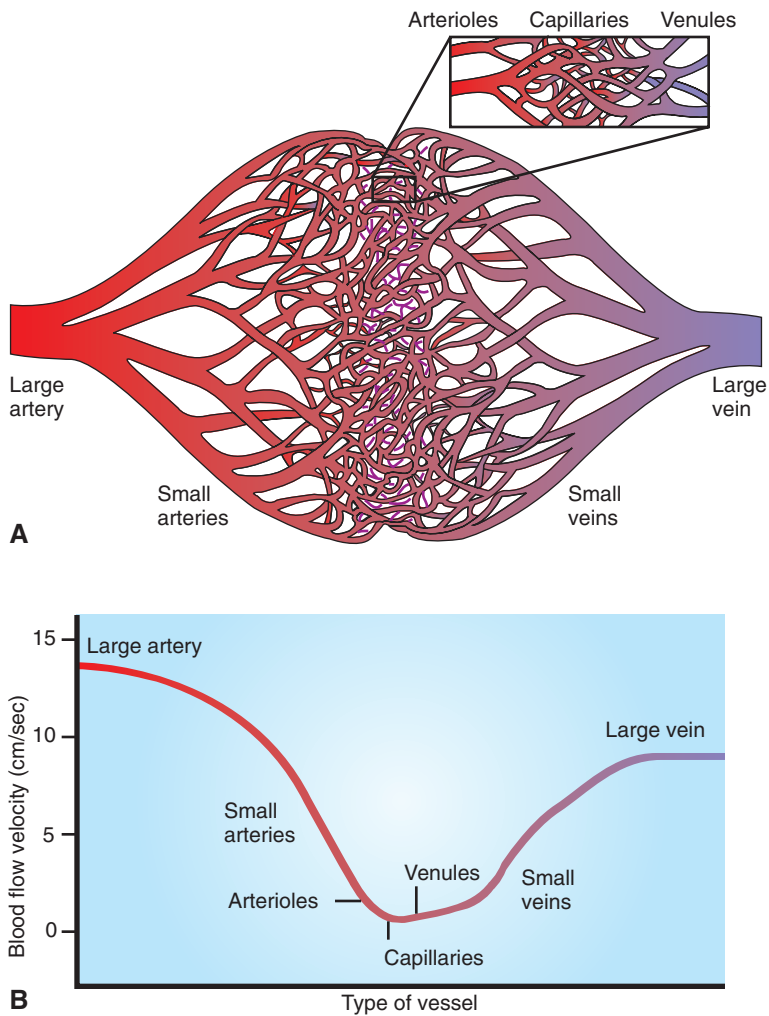 Arterioles Capillaries Venules
Large
artery
Large
vein
Small
arteries
Small
veins
A
15
10
5
0
Blood flow velocity (cm/sec)
Large artery
Small
arteries
Arterioles
Capillaries
Venules
Small
veins
Large vein
Type of vessel
B